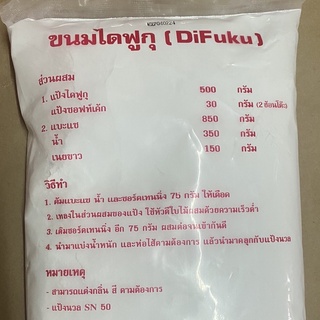 ขนมไดฟูกุ ( DiFuku )
ส่วนผสม
1. แป้งไดฟูกุ 500 กรัม
แป้งซอฟท์เค้ก 30 กรัม (2 ช้อนโต๊ะ)
2. แบะแซ 850 กรัม
น้ำ 350 กรัม
เนยขาว 150 กรัม
วิธีทำ
1. ต้มแบะแซ น้ำ และชอร์ตเทนนิ่ง 75 กรัม ให้เดือด
2. เทลงในส่วนผสมของแป้ง ใช้หัวตีใบไม้ผสมด้วยความเร็วต่ำ
3. เติมชอร์ตเทนนิ่ง อีก 75 กรัม ผสมต่อจนเข้ากันดี
4. นำมาแบ่งน้ำหนัก และห่อไส้ตามต้องการ แล้วนำมาคลุกกับแป้งนวล
หมายเหตุ
- สามารถแต่งกลิ่น สี ตามต้องการ
- แป้งนวล SN 50